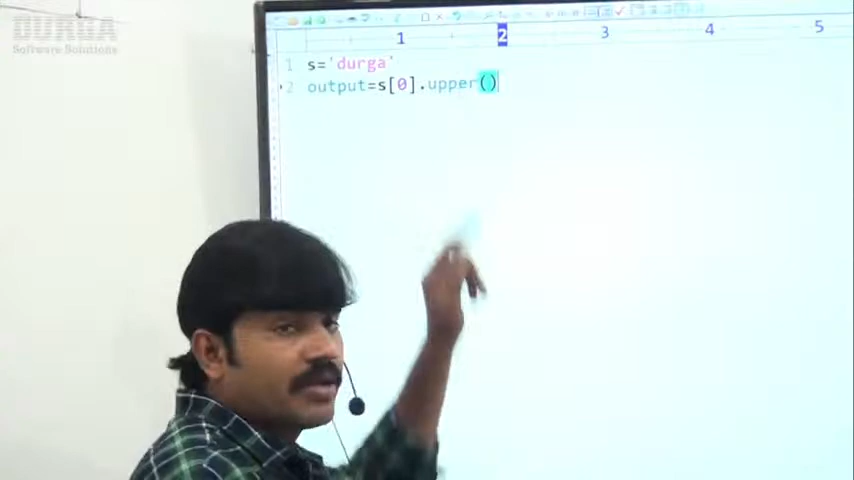 DURGA
Software Solutions
1 2 3 4 5
1 s='durga'
2 output=s[0].upper()